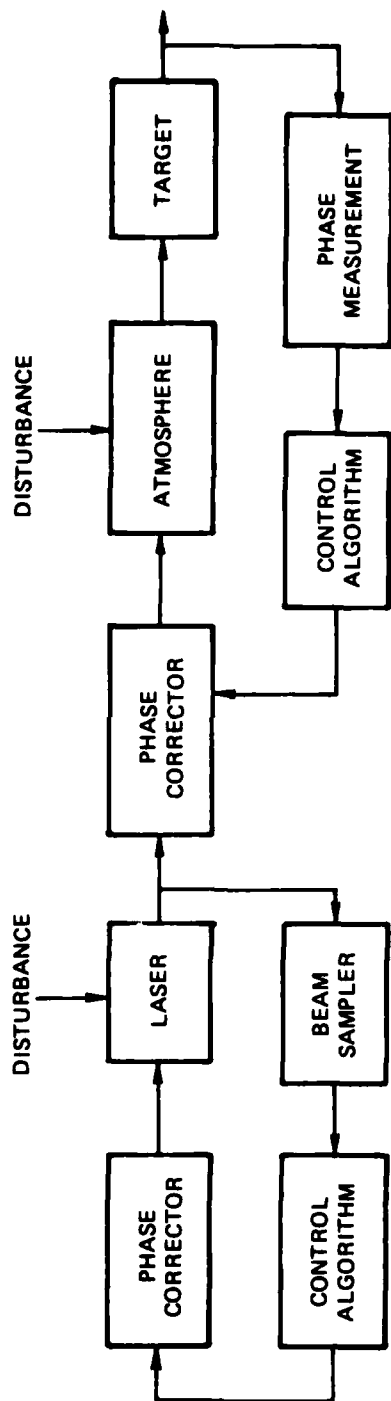 DISTURBANCE
DISTURBANCE
PHASE
CORRECTOR
LASER
PHASE
CORRECTOR
ATMOSPHERE
TARGET
CONTROL
ALGORITHM
BEAM
SAMPLER
CONTROL
ALGORITHM
PHASE
MEASUREMENT